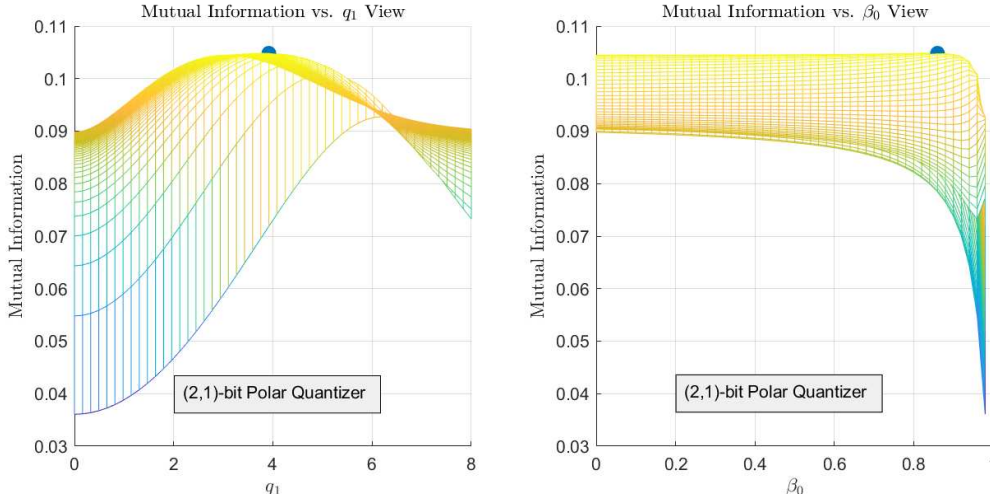 Mutual Information vs. q₁ View
Mutual Information
0.11
0.1
0.09
0.08
0.07
0.06
0.05
0.04
0.03
(2,1)-bit Polar Quantizer
0 2 4 6 8
q₁
Mutual Information vs. β₀ View
Mutual Information
0.11
0.1
0.09
0.08
0.07
0.06
0.05
0.04
0.03
(2,1)-bit Polar Quantizer
0 0.2 0.4 0.6 0.8
β₀